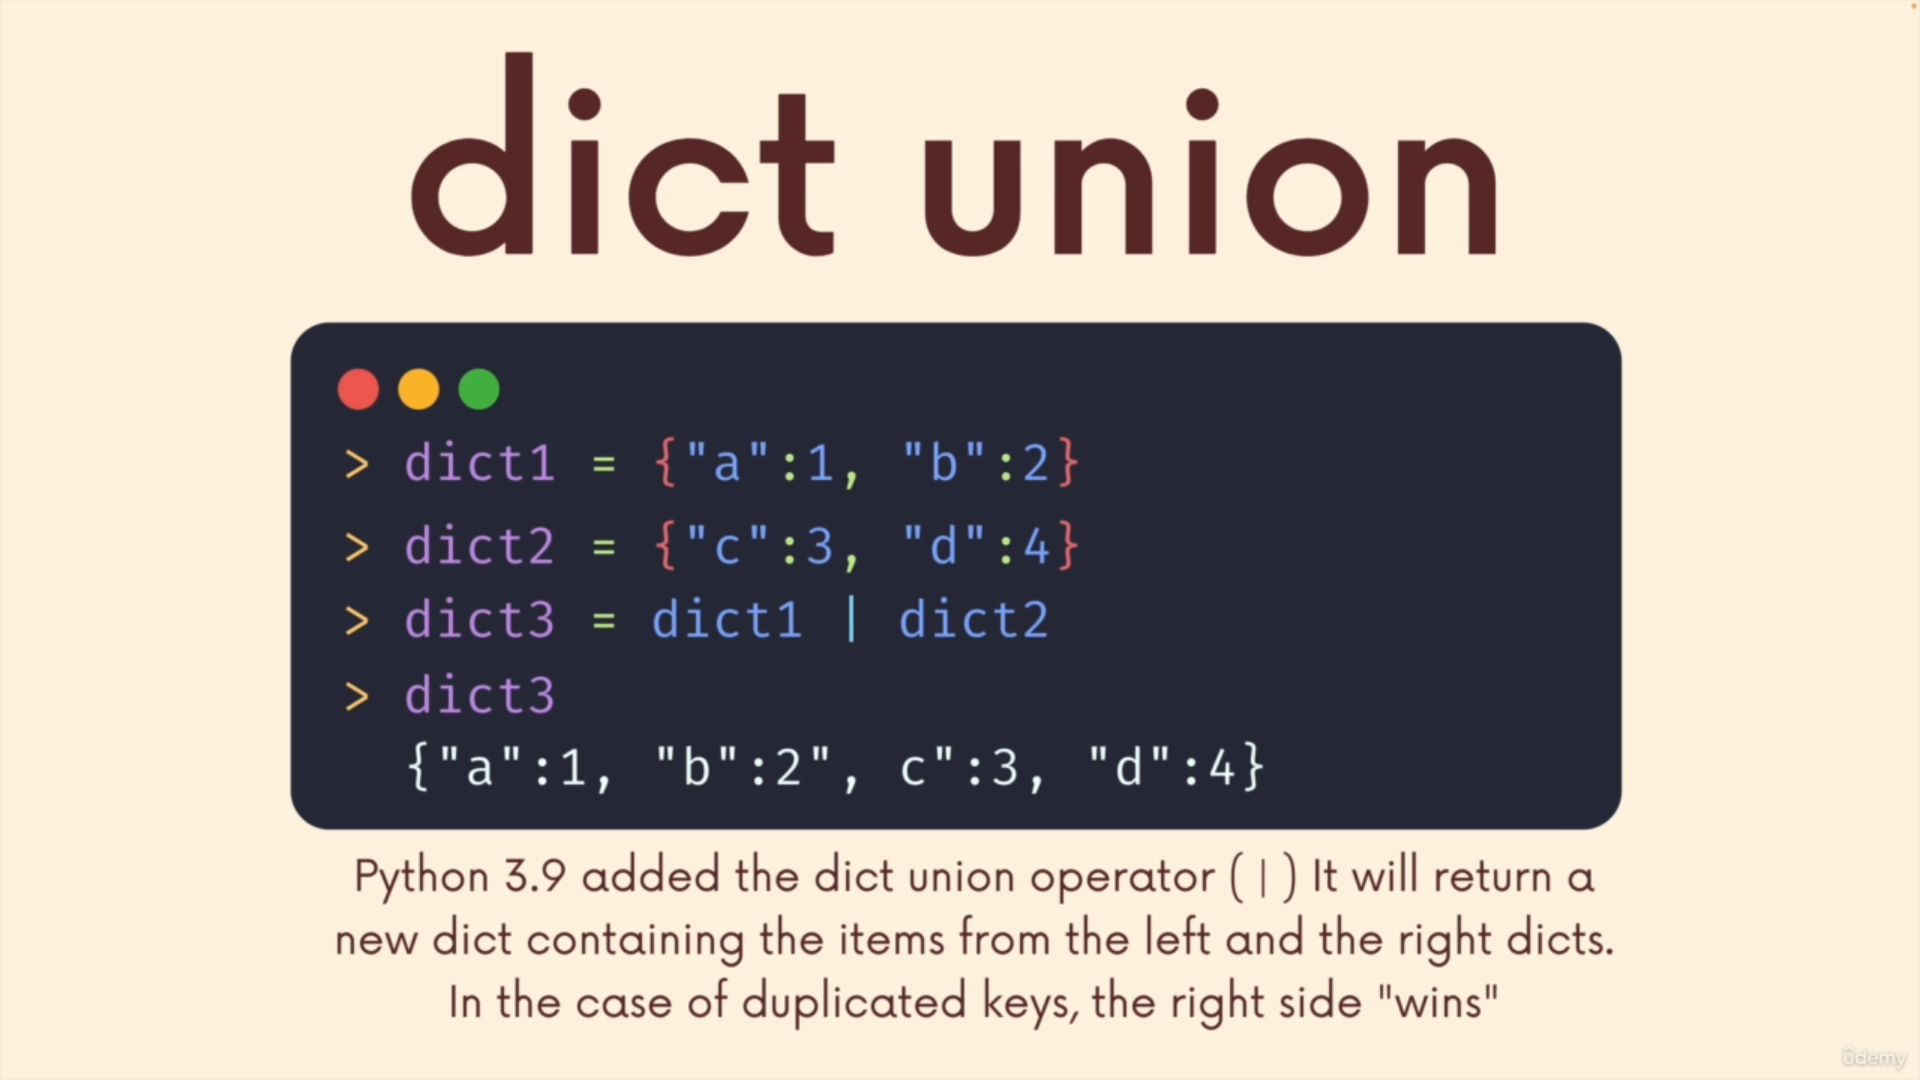 dict union
> dict1 = {"a":1, "b":2}
> dict2 = {"c":3, "d":4}
> dict3 = dict1 | dict2
> dict3
{"a":1, "b":2", c":3, "d":4}
Python 3.9 added the dict union operator ( | ) It will return a
new dict containing the items from the left and the right dicts.
In the case of duplicated keys, the right side "wins"
ûdemy